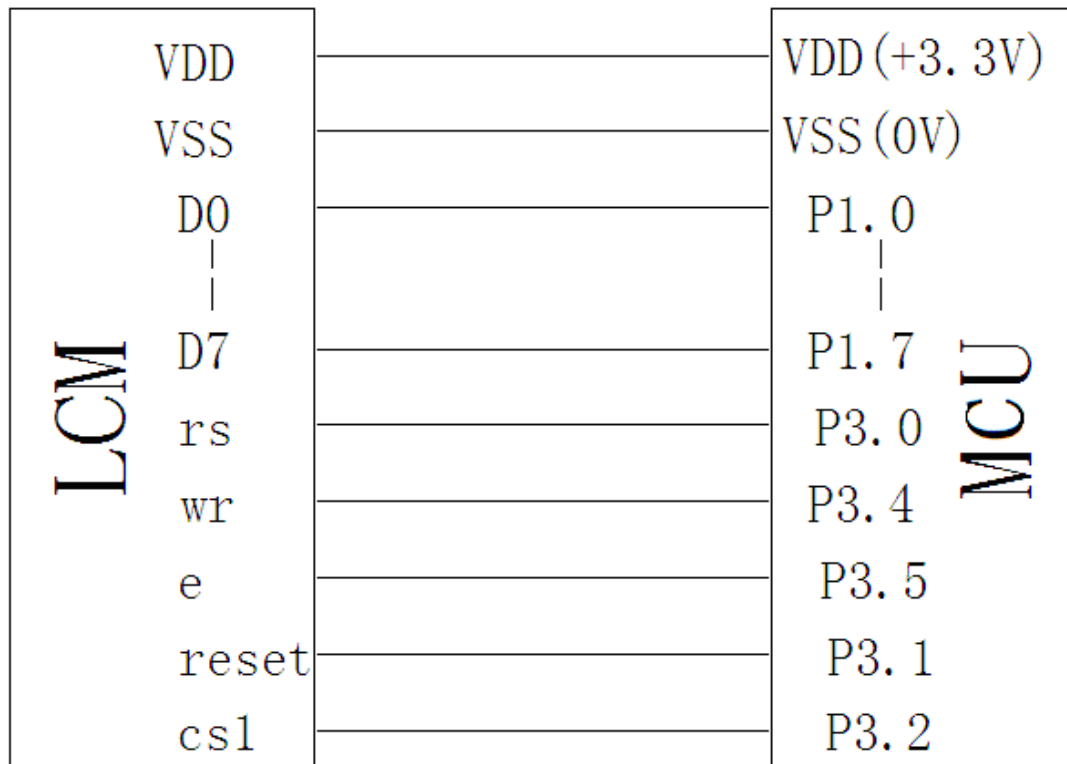 VDD VDD(+3.3V)
VSS VSS(0V)
D0 P1.0
D7 P1.7
rs P3.0
wr P3.4
e P3.5
reset P3.1
cs1 P3.2
LCM
MCU